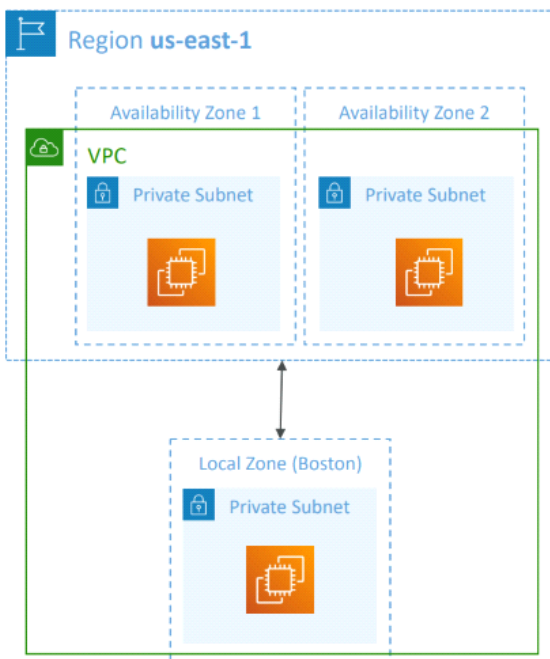 Region us-east-1
Availability Zone 1
Availability Zone 2
VPC
Private Subnet
Private Subnet
Local Zone (Boston)
Private Subnet